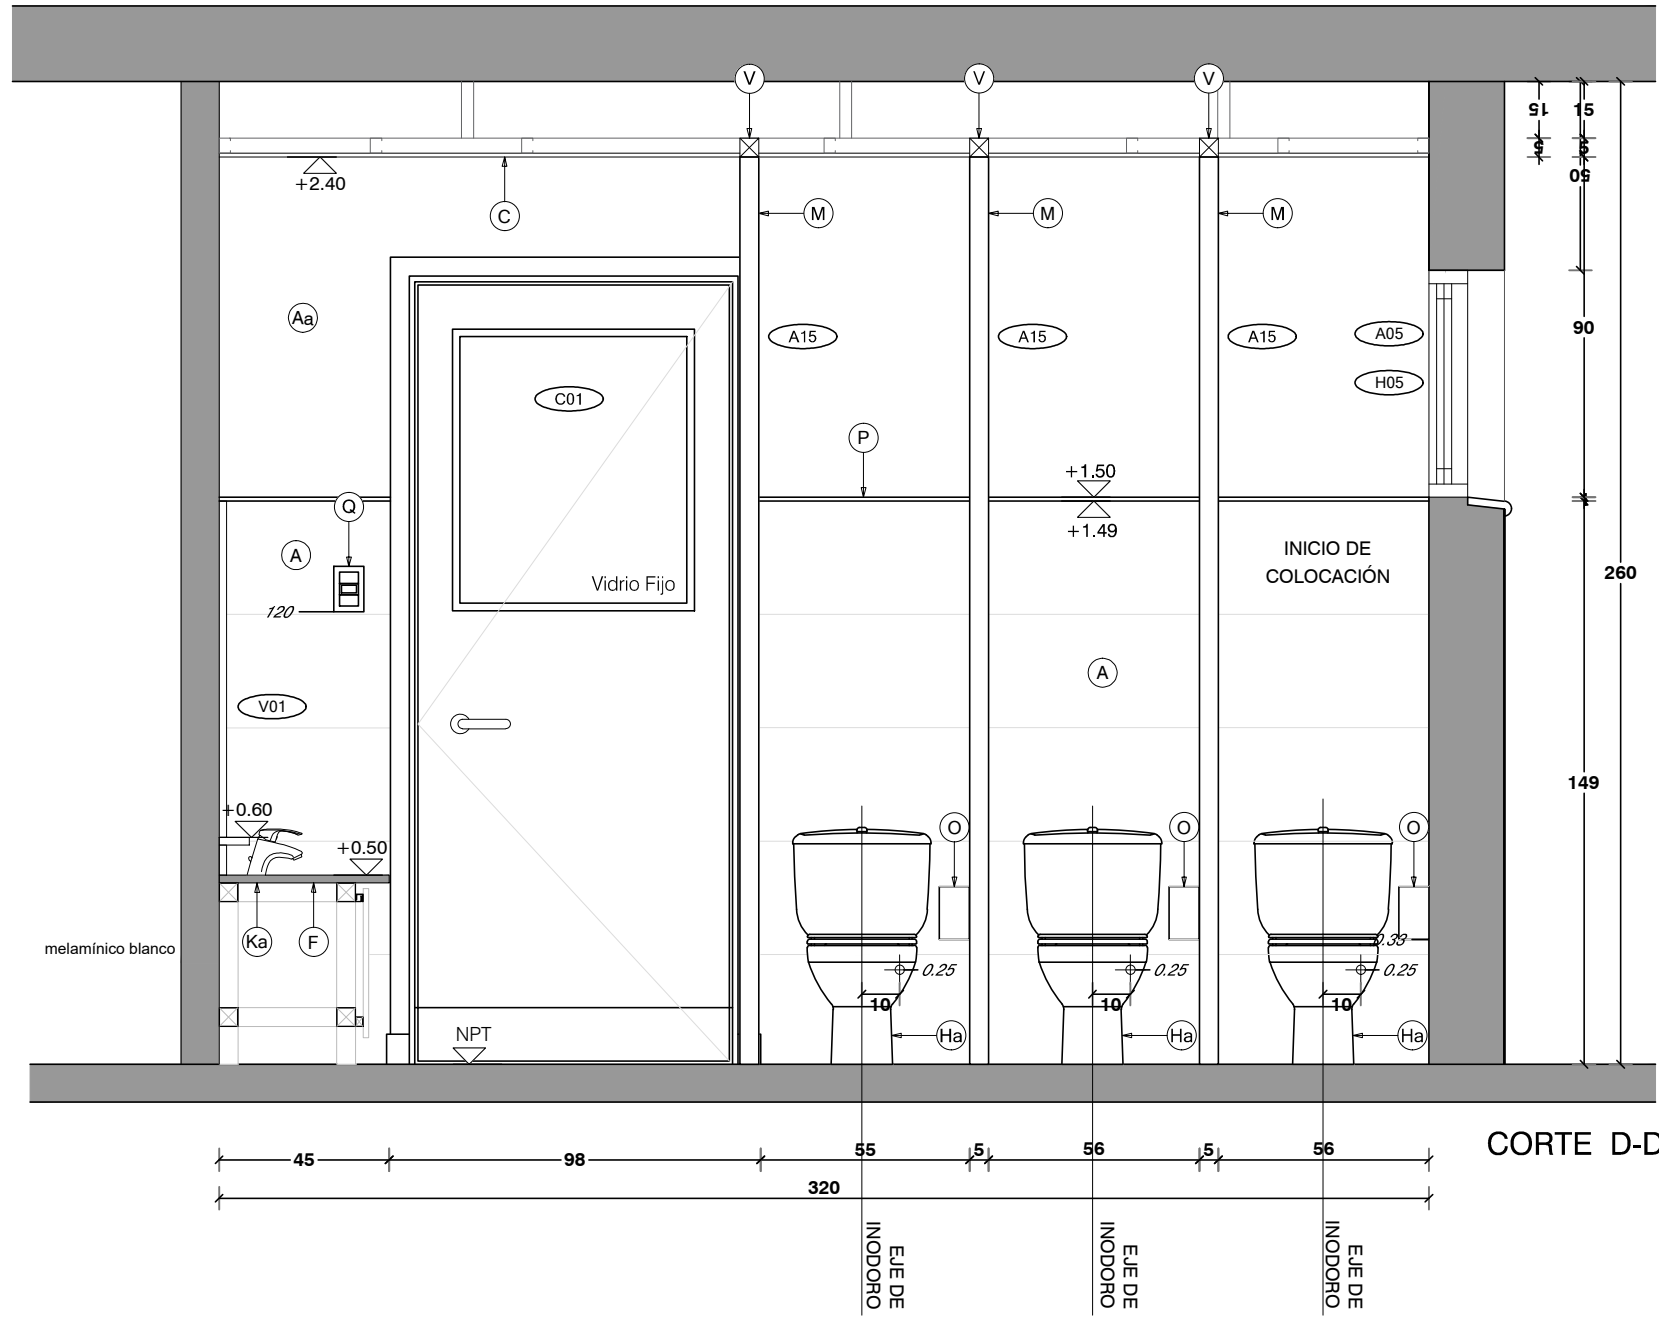 V V V
15 15
5 5
+2.40
50
C M M M
Aa
A15 A15 A15 A05
90
H05
C01
P
+1.50
Q
+1.49
A
INICIO DE
COLOCACIÓN
260
Vidrio Fijo
120
A
V01
149
+0.60
O O O
+0.50
Ka F
melamínico blanco
0.33
0.25 0.25 0.25
10 10 10
NPT
Ha Ha Ha
CORTE D-D
45 98 55 5 56 5 56
320
EJE DE
INODORO
EJE DE
INODORO
EJE DE
INODORO